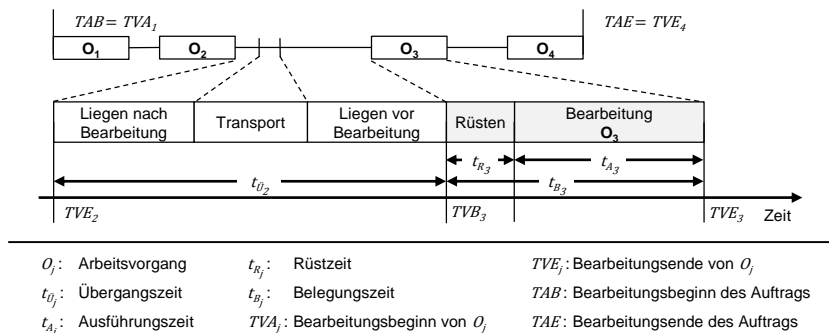 TAB = TVA₁ TAE = TVE₄
O₁ O₂ O₃ O₄
Liegen nach Bearbeitung Transport Liegen vor Bearbeitung Rüsten Bearbeitung O₃
t_R₃ t_A₃
t_Ü₂ t_B₃
TVE₂ TVB₃ TVE₃ Zeit
O_j: Arbeitsvorgang t_R_j: Rüstzeit TVE_j: Bearbeitungsende von O_j
t_Ü_j: Übergangszeit t_B_j: Belegungszeit TAB: Bearbeitungsbeginn des Auftrags
t_A_j: Ausführungszeit TVA_j: Bearbeitungsbeginn von O_j TAE: Bearbeitungsende des Auftrags